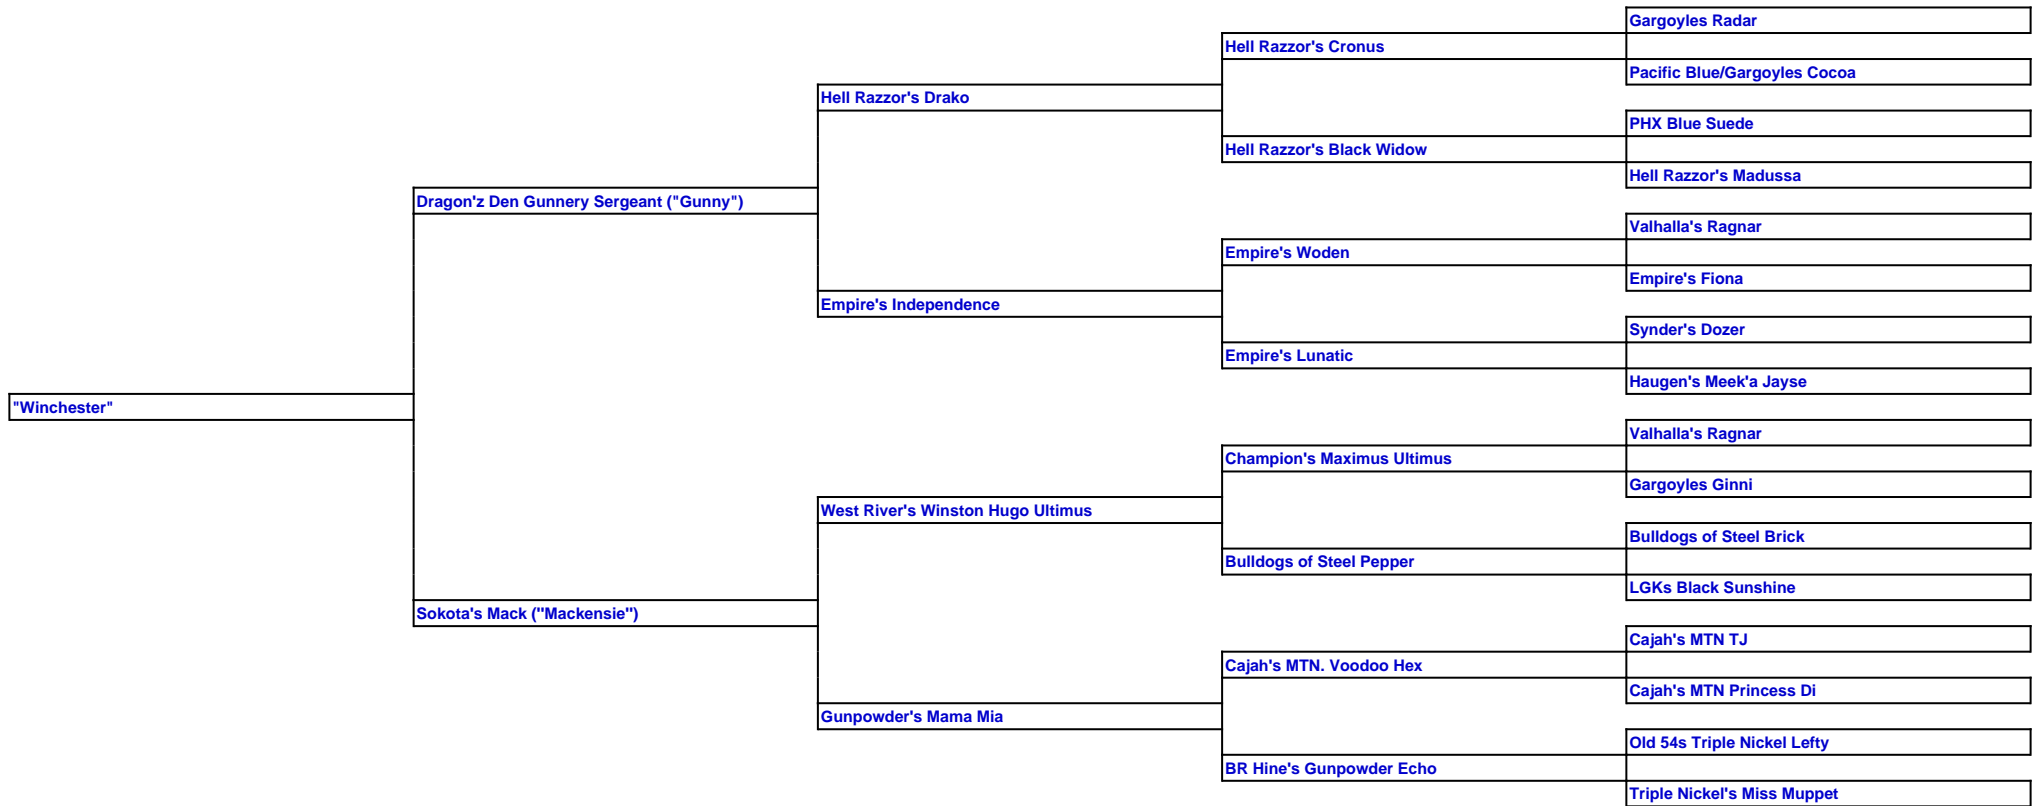 Gargoyles Radar
Hell Razzor's Cronus
Pacific Blue/Gargoyles Cocoa
Hell Razzor's Drako
PHX Blue Suede
Hell Razzor's Black Widow
Hell Razzor's Madussa
Dragon'z Den Gunnery Sergeant ("Gunny")
Valhalla's Ragnar
Empire's Woden
Empire's Fiona
Empire's Independence
Synder's Dozer
Empire's Lunatic
Haugen's Meek'a Jayse
"Winchester"
Valhalla's Ragnar
Champion's Maximus Ultimus
Gargoyles Ginni
West River's Winston Hugo Ultimus
Bulldogs of Steel Brick
Bulldogs of Steel Pepper
LGKs Black Sunshine
Sokota's Mack ("Mackensie")
Cajah's MTN TJ
Cajah's MTN. Voodoo Hex
Cajah's MTN Princess Di
Gunpowder's Mama Mia
Old 54s Triple Nickel Lefty
BR Hine's Gunpowder Echo
Triple Nickel's Miss Muppet